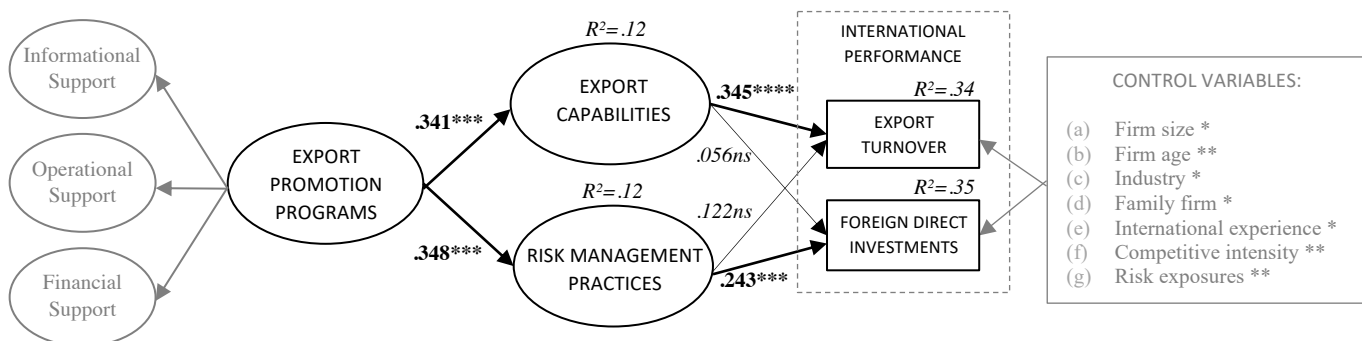 Informational
Support
Operational
Support
Financial
Support
EXPORT
PROMOTION
PROGRAMS
.341***
.348***
R²=.12
EXPORT
CAPABILITIES
R²=.12
RISK MANAGEMENT
PRACTICES
.345****
.056ns
.122ns
.243***
INTERNATIONAL
PERFORMANCE
R²=.34
EXPORT
TURNOVER
R²=.35
FOREIGN DIRECT
INVESTMENTS
CONTROL VARIABLES:
(a) Firm size *
(b) Firm age **
(c) Industry *
(d) Family firm *
(e) International experience *
(f) Competitive intensity **
(g) Risk exposures **